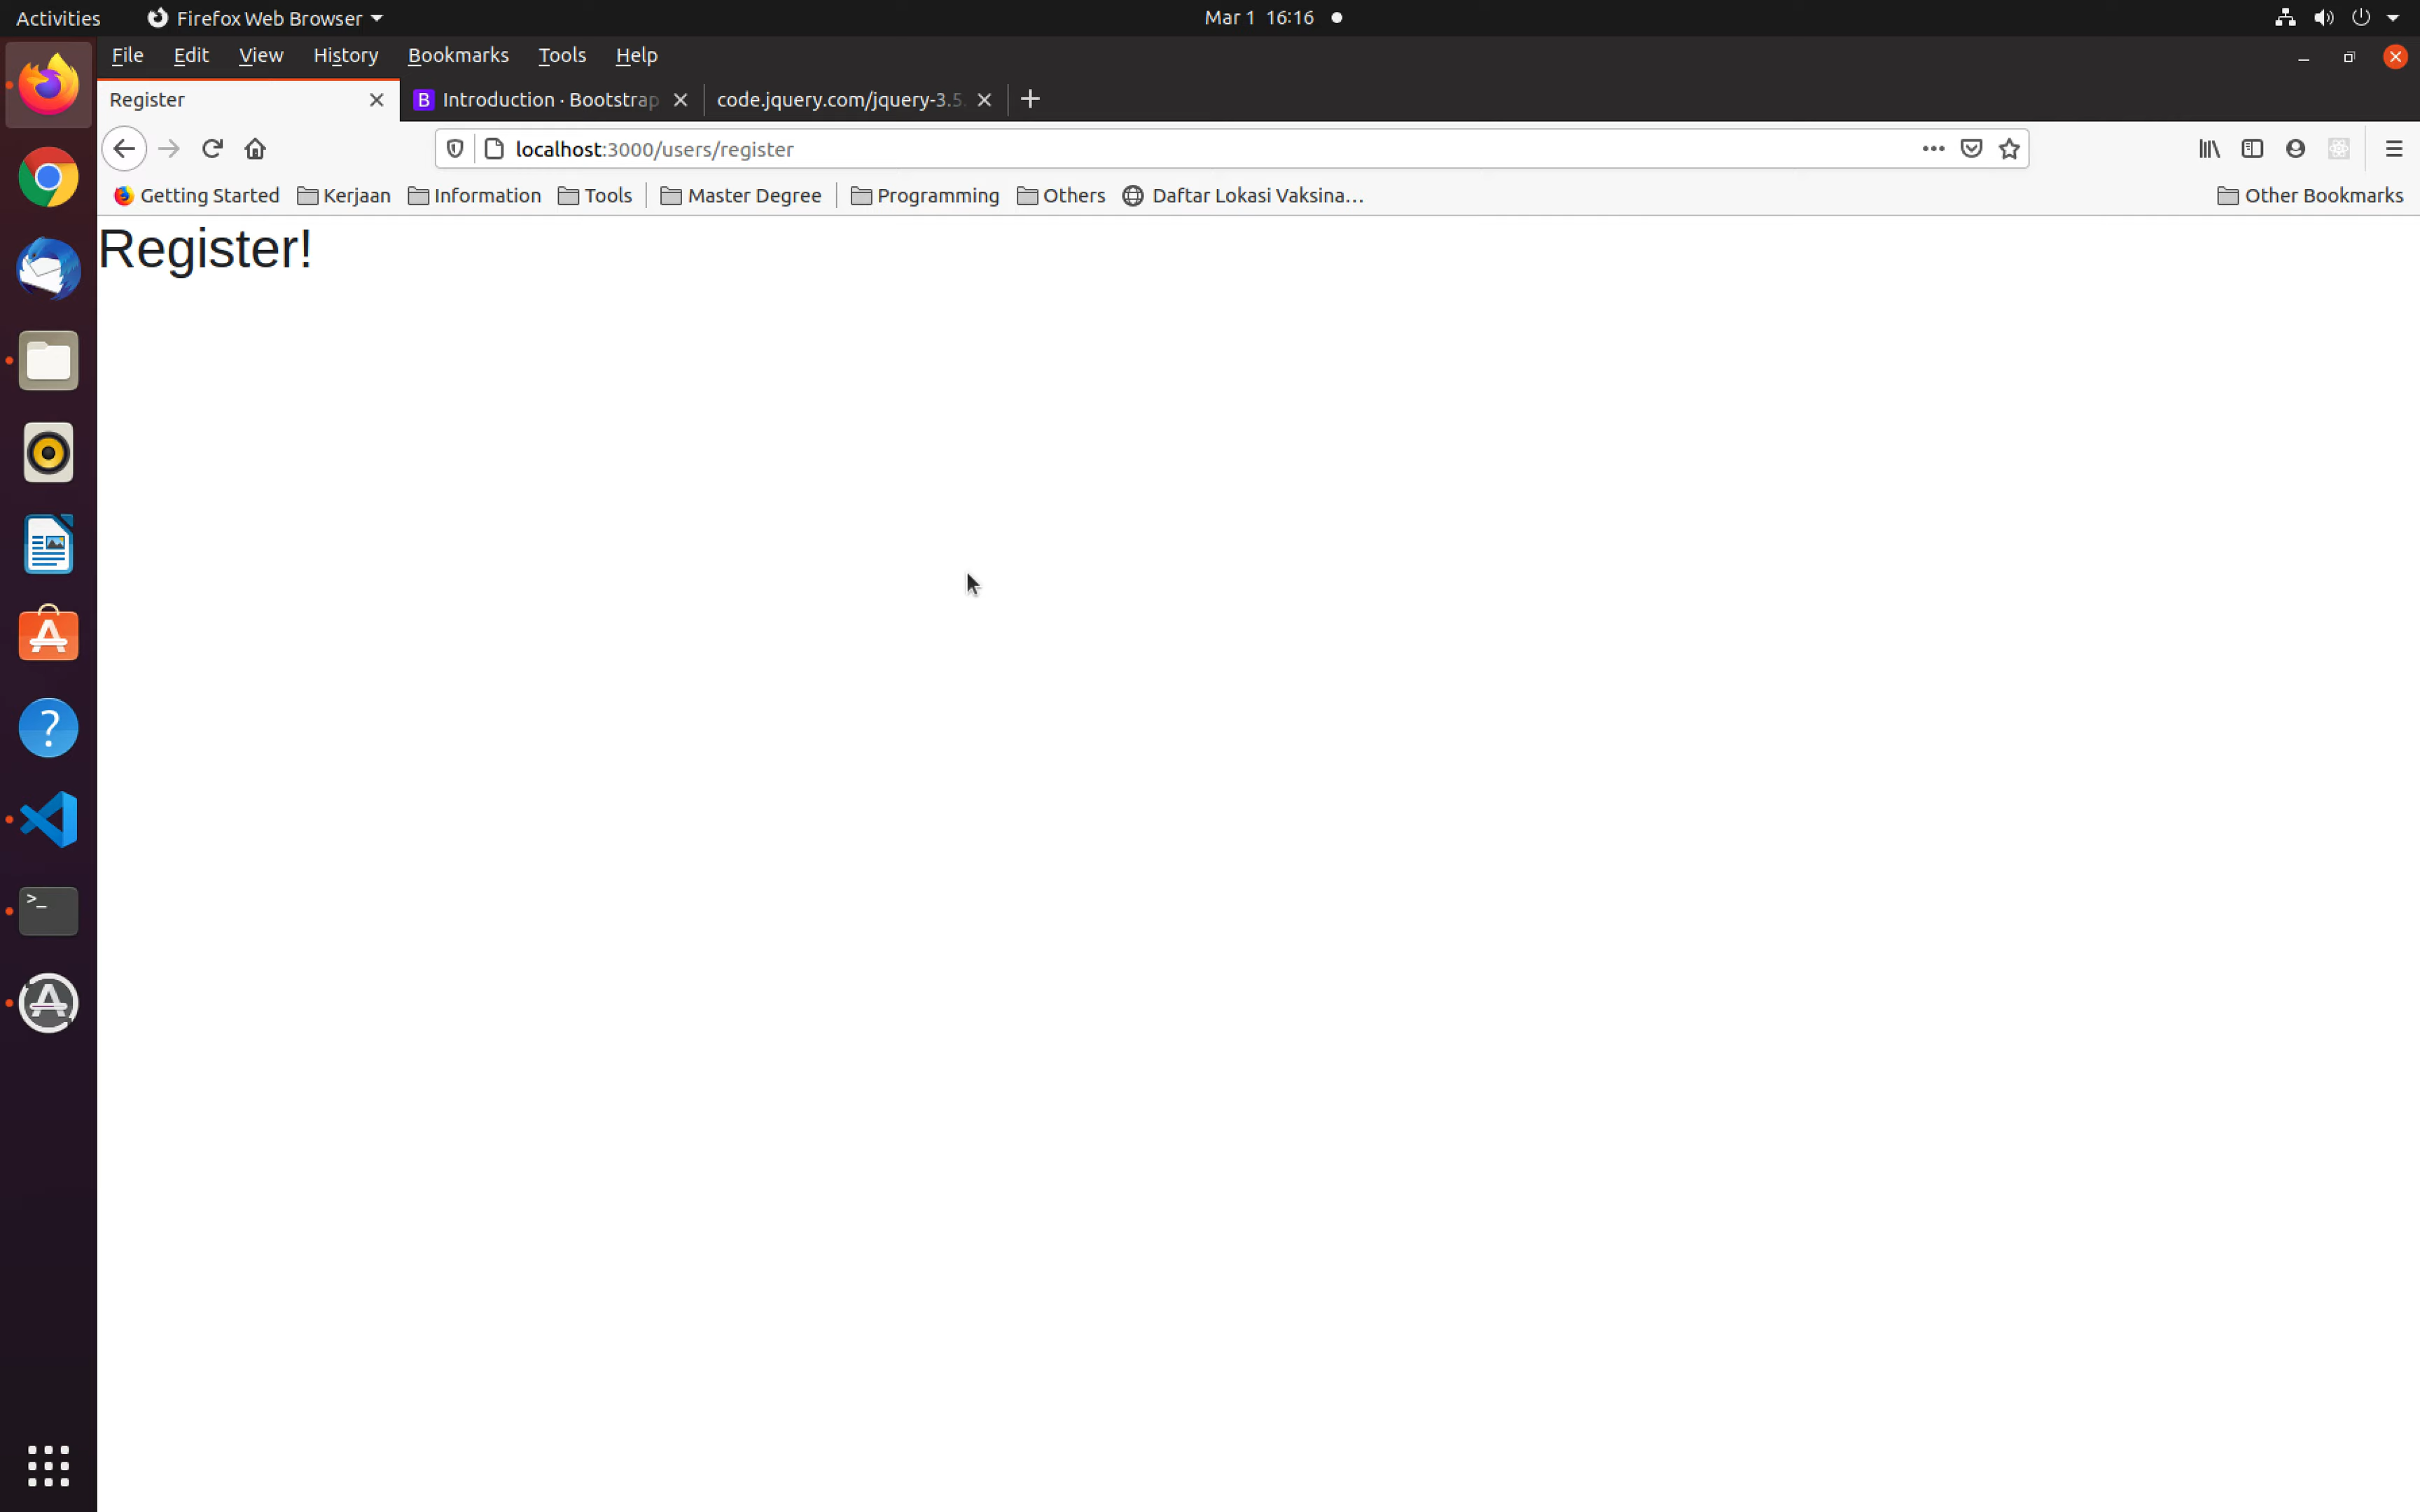 Activities Firefox Web Browser Mar 1 16:16
File Edit View History Bookmarks Tools Help
Register Introduction · Bootstrap code.jquery.com/jquery-3.5.
localhost:3000/users/register
Getting Started Kerjaan Information Tools Master Degree Programming Others Daftar Lokasi Vaksina… Other Bookmarks
Register!